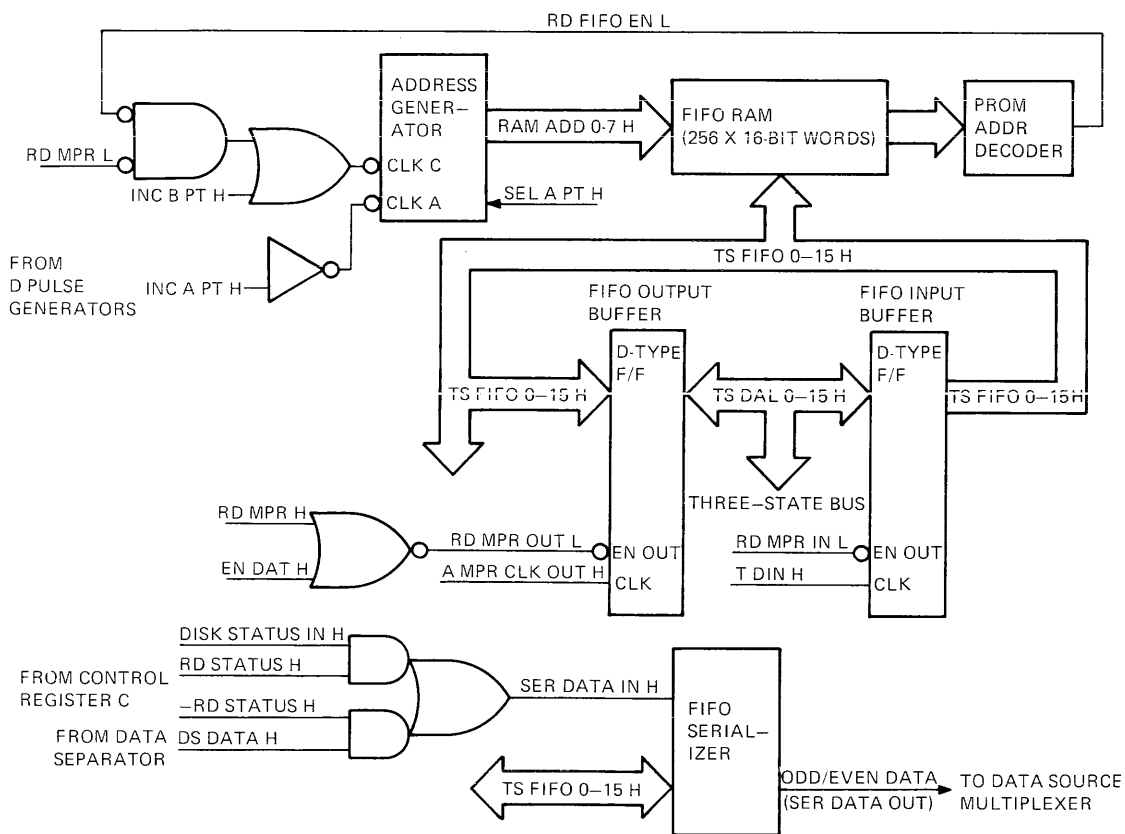 RD FIFO EN L
ADDRESS
GENER-
ATOR
CLK C
CLK A
RAM ADD 0-7 H
FIFO RAM
(256 X 16-BIT WORDS)
PROM
ADDR
DECODER
RD MPR L
INC B PT H
SEL A PT H
FROM
D PULSE
GENERATORS
INC A PT H
TS FIFO 0–15 H
FIFO OUTPUT
BUFFER
FIFO INPUT
BUFFER
D-TYPE
F/F
D-TYPE
F/F
TS FIFO 0–15 H
TS DAL 0–15 H
TS FIFO 0–15 H
THREE–STATE BUS
RD MPR H
EN DAT H
RD MPR OUT L
EN OUT
A MPR CLK OUT H
CLK
RD MPR IN L
EN OUT
T DIN H
CLK
DISK STATUS IN H
RD STATUS H
FROM CONTROL
REGISTER C
–RD STATUS H
FROM DATA
SEPARATOR
DS DATA H
SER DATA IN H
FIFO
SERIAL-
IZER
TS FIFO 0–15 H
ODD/EVEN DATA
(SER DATA OUT)
TO DATA SOURCE
MULTIPLEXER